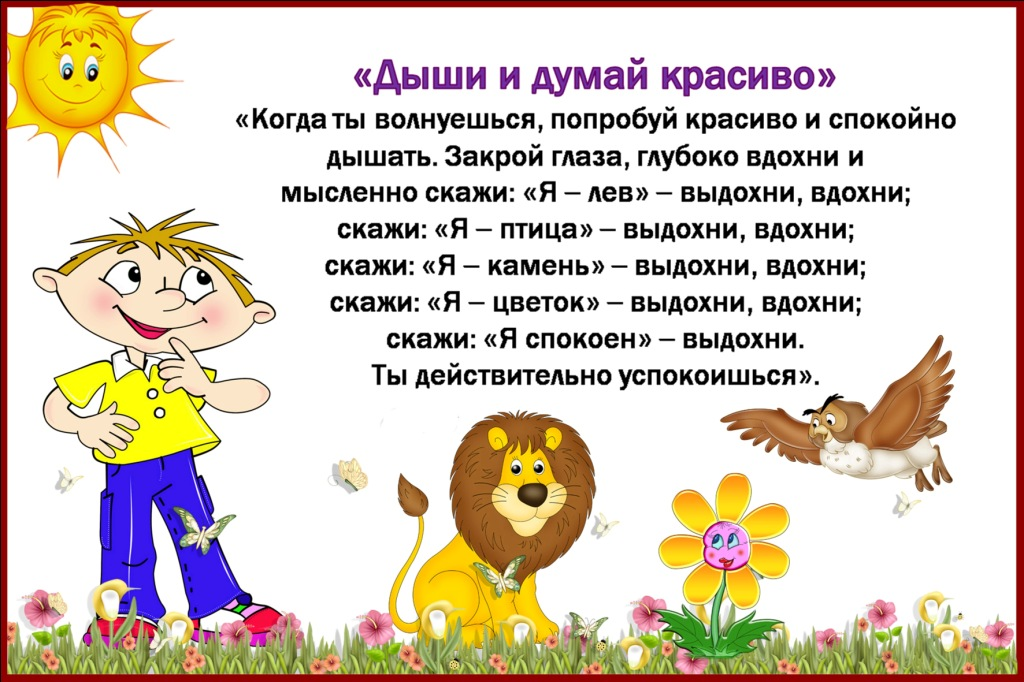 «Дыши и думай красиво»
«Когда ты волнуешься, попробуй красиво и спокойно
дышать. Закрой глаза, глубоко вдохни и
мысленно скажи: «Я – лев» – выдохни, вдохни;
скажи: «Я – птица» – выдохни, вдохни;
скажи: «Я – камень» – выдохни, вдохни;
скажи: «Я – цветок» – выдохни, вдохни;
скажи: «Я спокоен» – выдохни.
Ты действительно успокоишься».